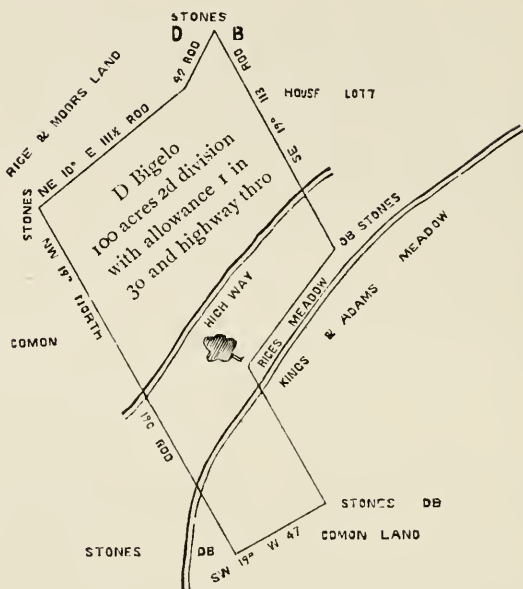 STONES
D B
47 ROD
RICE & MOORS LAND
NE 10° E 111½ ROD
SE 19° 113 ROD
HOUSE LOTT
D Bigelo
100 acres 2d division
with allowance 1 in
30 and highway thro
STONES
NW 19° NORTH
190 ROD
COMON
HIGH WAY
DB STONES
RICES MEADOW
KINGS & ADAMS MEADOW
STONES DB
COMON LAND
STONES DB
SW 19° W 47